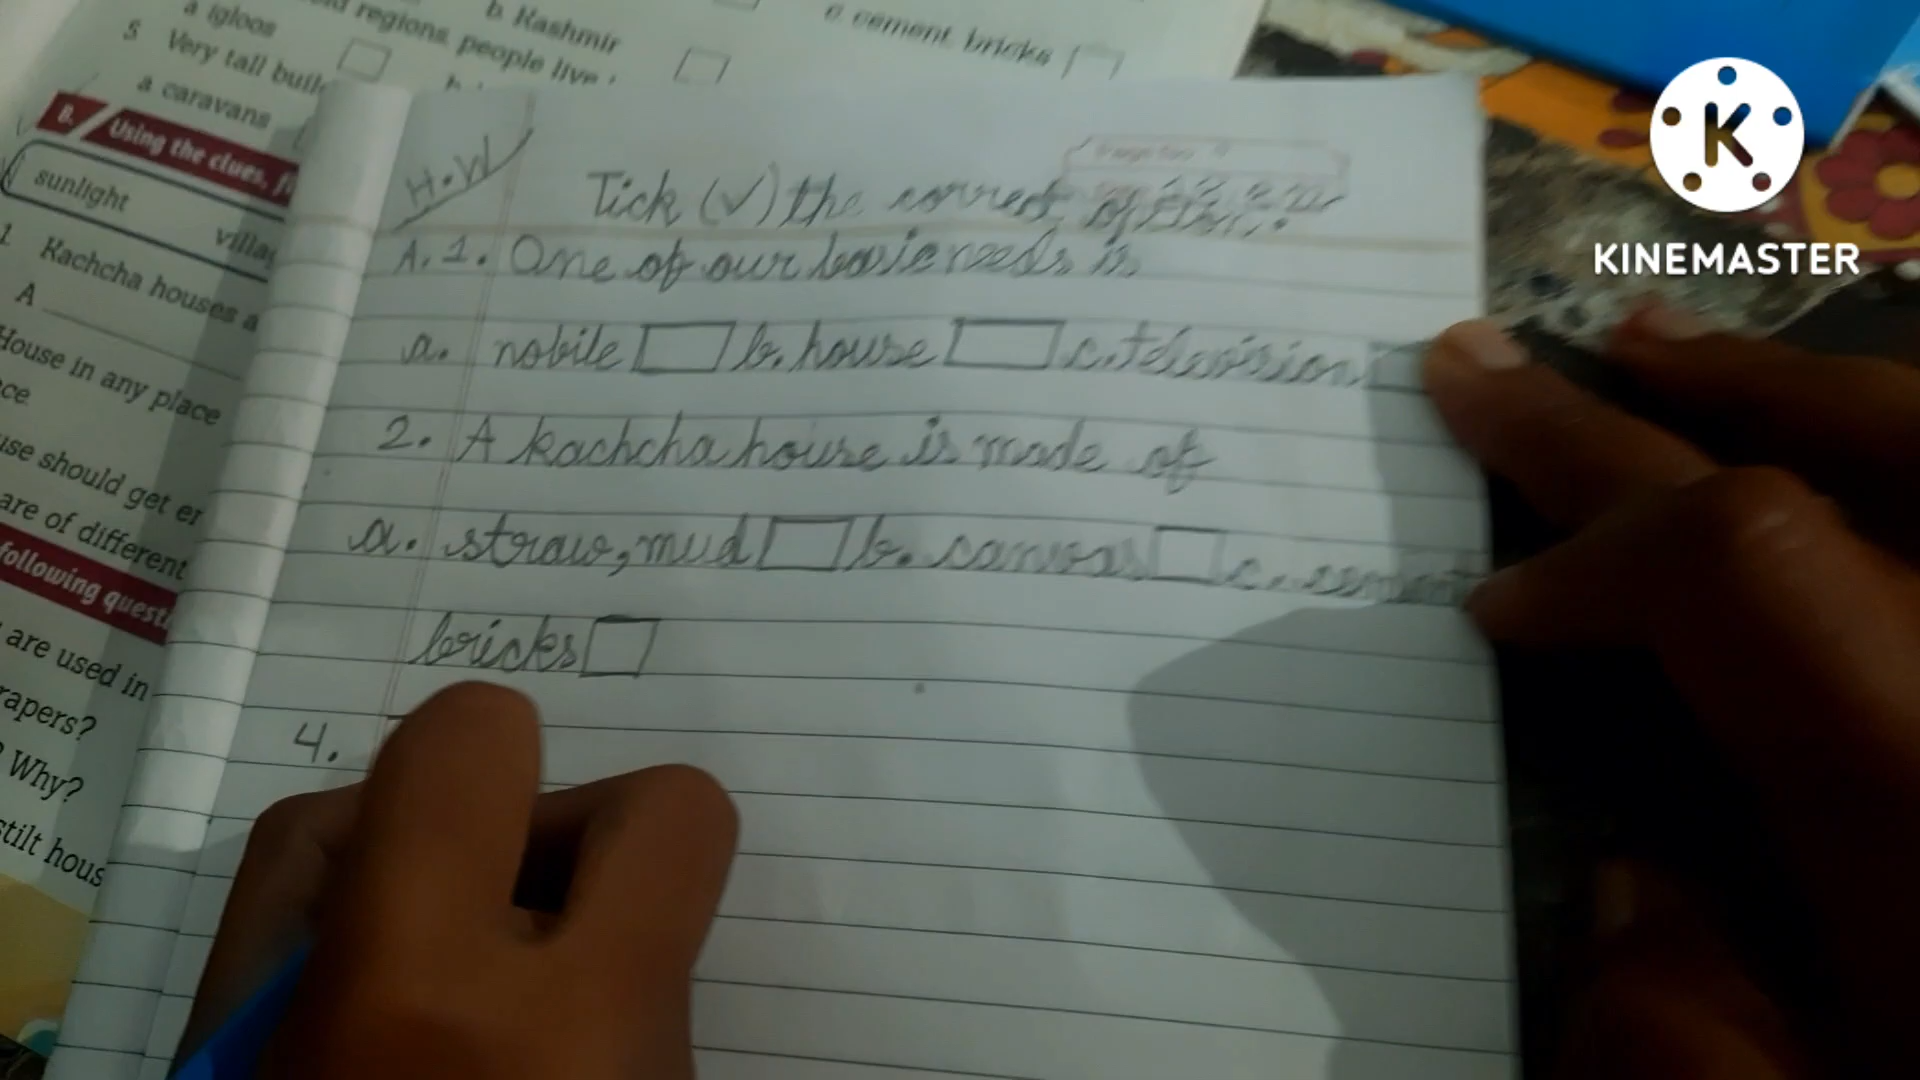 a igloos
b. Kashmir
c. cement, bricks
regions, people live
5 Very tall buil
a caravans
B. Using the clues, fi
sunlight
villa
1. Kachcha houses a
A
House in any place
ce.
use should get er
are of different
following questi
are used in
rapers?
Why?
stilt hous
H.W
Tick (✓) the correct
A. 1. One of our basic needs is
a. nobile b. house c. television
2. A kachcha house is made of
a. straw, mud b. canvas c. cement
bricks
4.
K
KINEMASTER